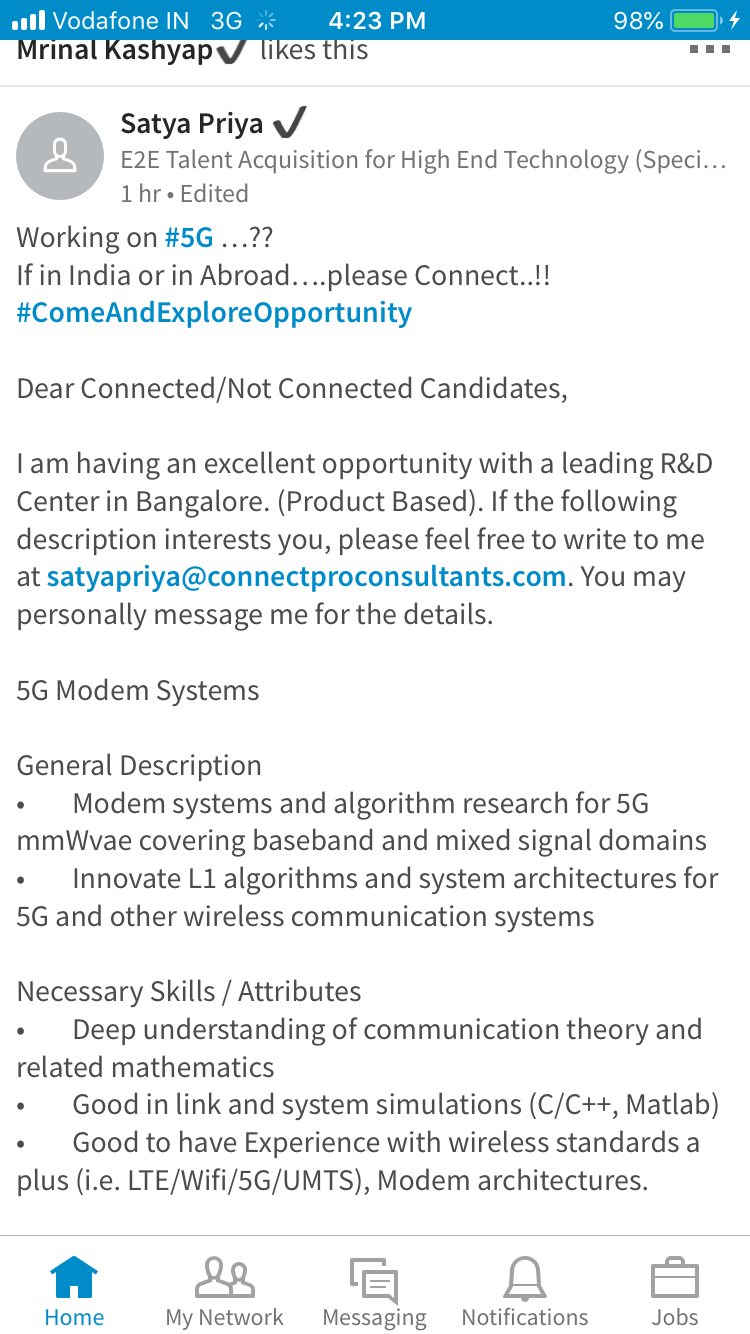 Vodafone IN 3G 4:23 PM 98%
Mrinal Kashyap✔ likes this
Satya Priya ✔
E2E Talent Acquisition for High End Technology (Speci...
1 hr • Edited
Working on #5G …??
If in India or in Abroad….please Connect..!!
#ComeAndExploreOpportunity
Dear Connected/Not Connected Candidates,
I am having an excellent opportunity with a leading R&D
Center in Bangalore. (Product Based). If the following
description interests you, please feel free to write to me
at satyapriya@connectproconsultants.com. You may
personally message me for the details.
5G Modem Systems
General Description
• Modem systems and algorithm research for 5G
mmWvae covering baseband and mixed signal domains
• Innovate L1 algorithms and system architectures for
5G and other wireless communication systems
Necessary Skills / Attributes
• Deep understanding of communication theory and
related mathematics
• Good in link and system simulations (C/C++, Matlab)
• Good to have Experience with wireless standards a
plus (i.e. LTE/Wifi/5G/UMTS), Modem architectures.
Home My Network Messaging Notifications Jobs